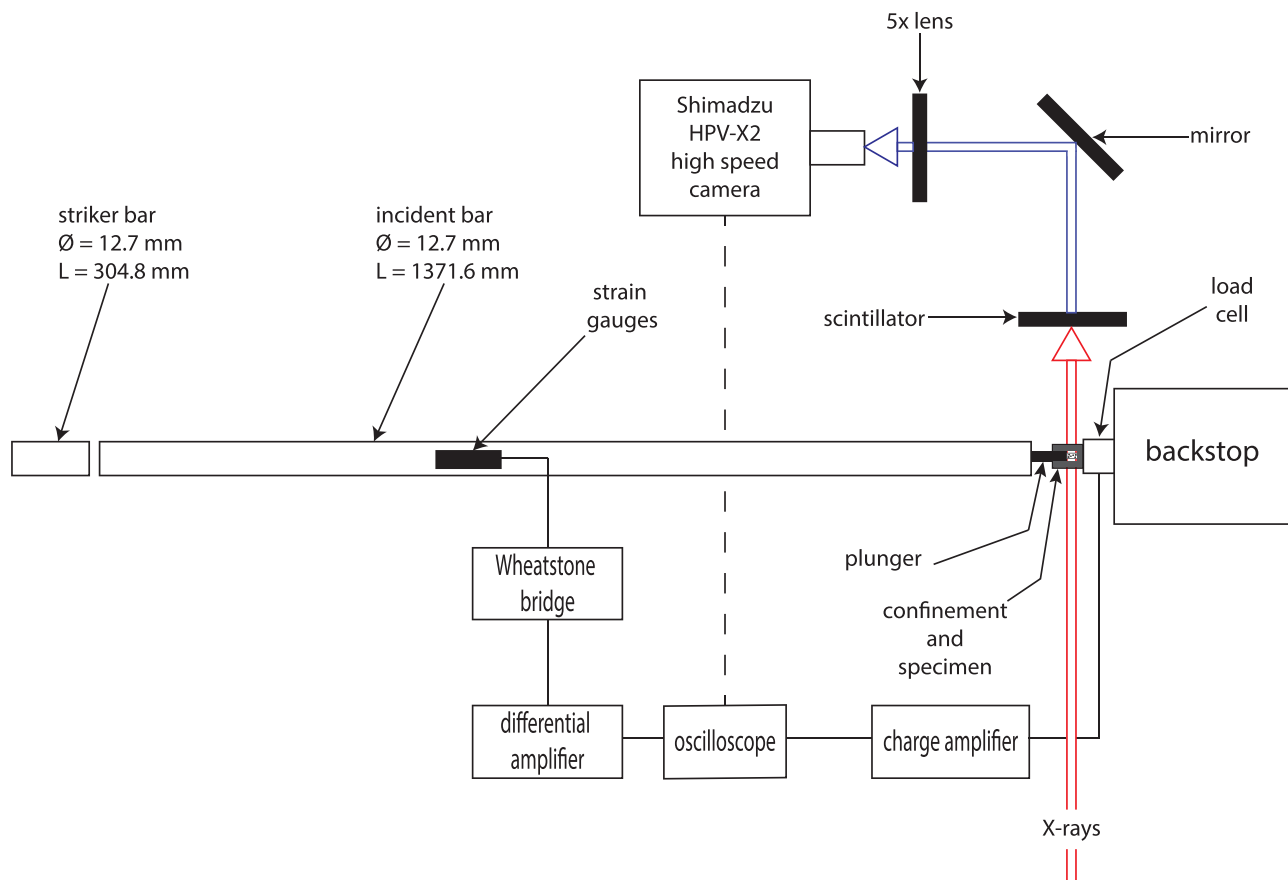 5x lens
Shimadzu
HPV-X2
high speed
camera
mirror
striker bar
Ø = 12.7 mm
L = 304.8 mm
incident bar
Ø = 12.7 mm
L = 1371.6 mm
strain
gauges
scintillator
load
cell
backstop
plunger
confinement
and
specimen
Wheatstone
bridge
differential
amplifier
oscilloscope
charge amplifier
X-rays